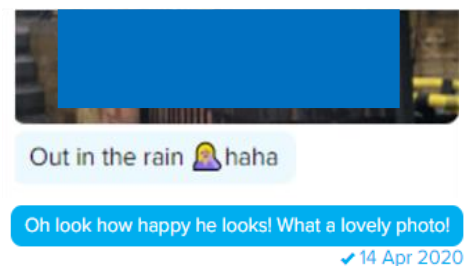 Out in the rain 🤦‍♀️ haha
Oh look how happy he looks! What a lovely photo!
✔ 14 Apr 2020